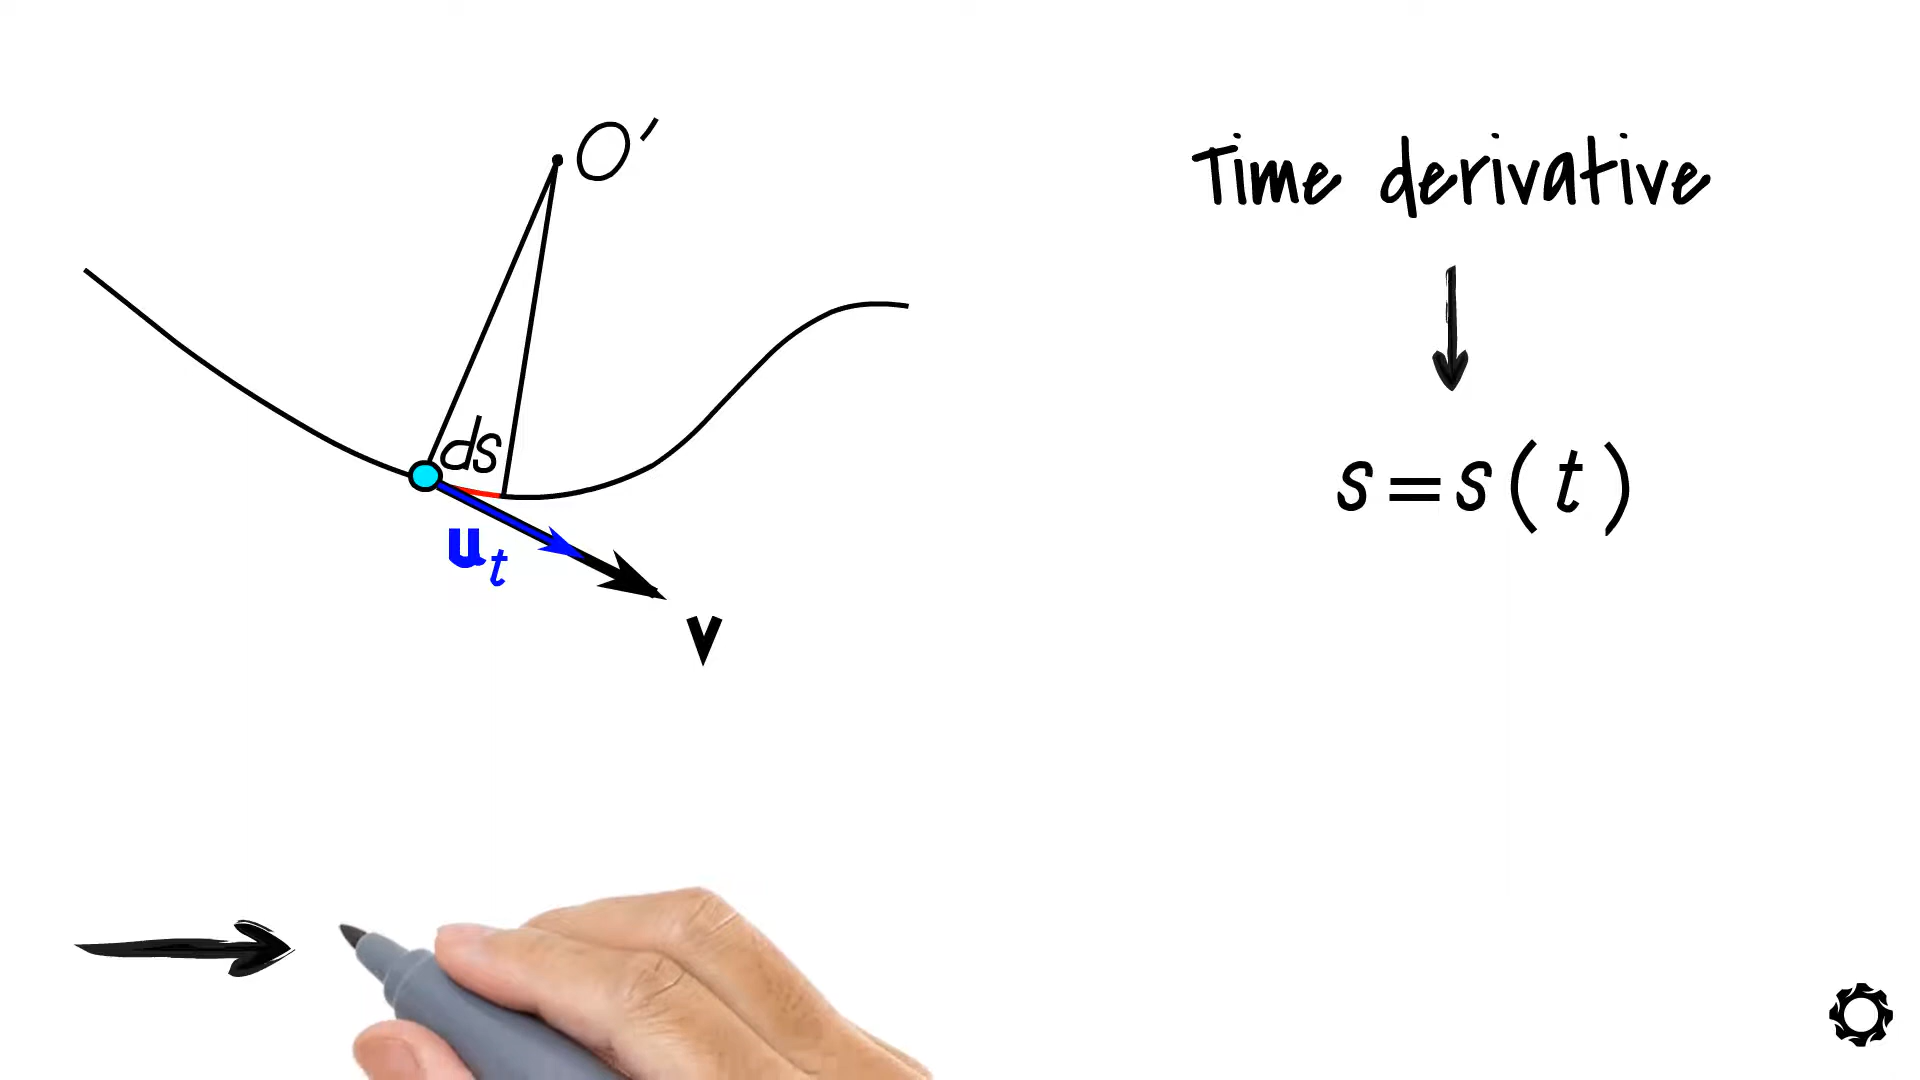 O′
Time derivative
ds
s = s ( t )
u_t
v